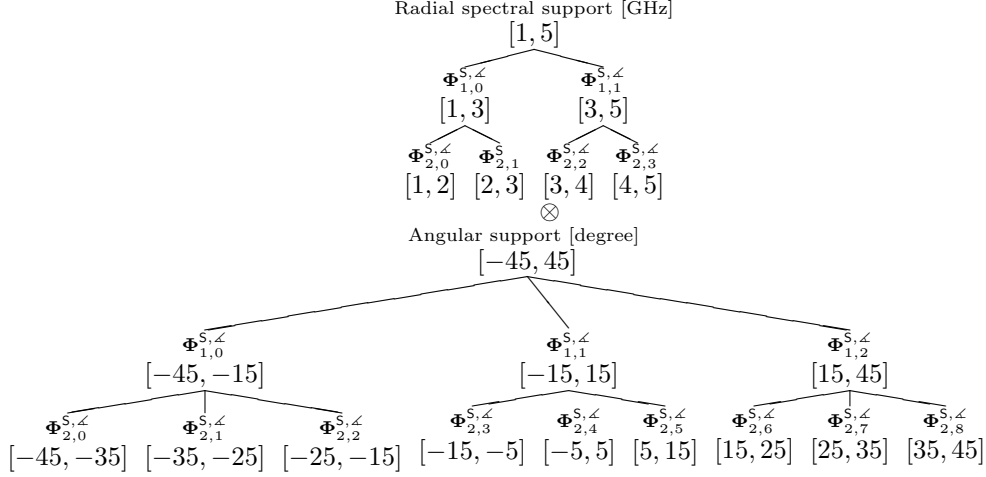 Radial spectral support [GHz]
[1, 5]
Φ^{S,∡}_{1,0} Φ^{S,∡}_{1,1}
[1, 3] [3, 5]
Φ^{S,∡}_{2,0} Φ^{S}_{2,1} Φ^{S,∡}_{2,2} Φ^{S,∡}_{2,3}
[1, 2] [2, 3] [3, 4] [4, 5]
⊗
Angular support [degree]
[−45, 45]
Φ^{S,∡}_{1,0} Φ^{S,∡}_{1,1} Φ^{S,∡}_{1,2}
[−45, −15] [−15, 15] [15, 45]
Φ^{S,∡}_{2,0} Φ^{S,∡}_{2,1} Φ^{S,∡}_{2,2} Φ^{S,∡}_{2,3} Φ^{S,∡}_{2,4} Φ^{S,∡}_{2,5} Φ^{S,∡}_{2,6} Φ^{S,∡}_{2,7} Φ^{S,∡}_{2,8}
[−45, −35] [−35, −25] [−25, −15] [−15, −5] [−5, 5] [5, 15] [15, 25] [25, 35] [35, 45]